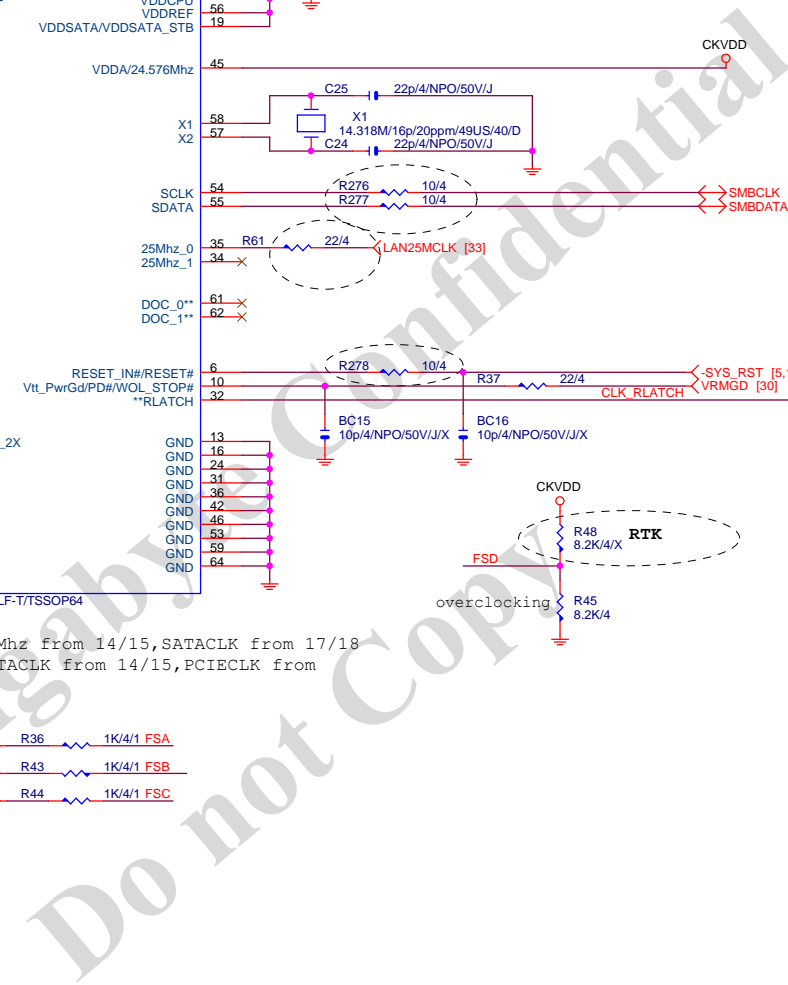 VDDCPU
VDDREF 56
VDDSATA/VDDSATA_STB 19
CKVDD
VDDA/24.576Mhz 45
C25 22p/4/NPO/50V/J
X1 58
X1
14.318M/16p/20ppm/49US/40/D
X2 57
C24 22p/4/NPO/50V/J
SCLK 54 R276 10/4 SMBCLK
SDATA 55 R277 10/4 SMBDATA
25Mhz_0 35 R61 22/4 LAN25MCLK [33]
25Mhz_1 34
DOC_0** 61
DOC_1** 62
RESET_IN#/RESET# 6 R278 10/4 -SYS_RST [5,
Vtt_PwrGd/PD#/WOL_STOP# 10 R37 22/4 VRMGD [30]
**RLATCH 32 CLK_RLATCH
BC15 BC16
10p/4/NPO/50V/J/X 10p/4/NPO/50V/J/X
_2X
GND 13
GND 16
GND 24
GND 31
GND 36
GND 42
GND 46
GND 53
GND 59
GND 64
CKVDD
R48 RTK
8.2K/4/X
FSD
overclocking R45
8.2K/4
LF-T/TSSOP64
Mhz from 14/15,SATACLK from 17/18
TACLK from 14/15,PCIECLK from
R36 1K/4/1 FSA
R43 1K/4/1 FSB
R44 1K/4/1 FSC
Gigabyte Confidential
Do not Copy